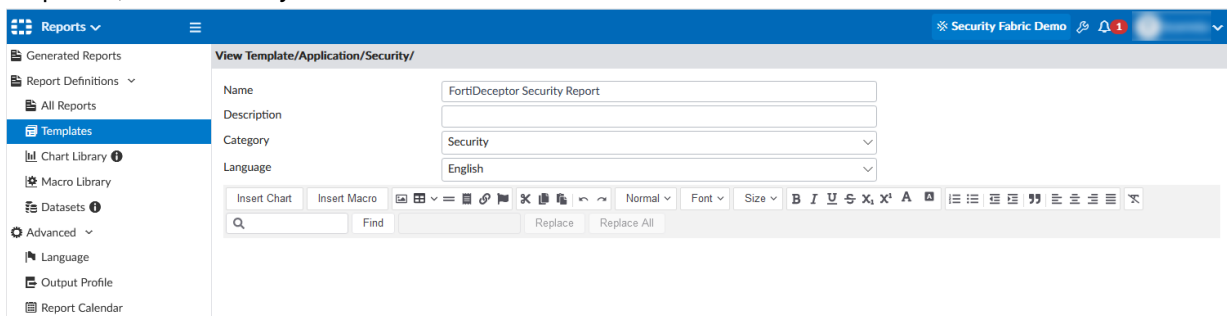 Reports
Security Fabric Demo 1
Generated Reports
View Template/Application/Security/
Report Definitions
Name FortiDeceptor Security Report
All Reports
Description
Templates
Category Security
Chart Library
Language English
Macro Library
Insert Chart Insert Macro Normal Font Size B I U S X₁ X¹ A A
Datasets
Find Replace Replace All
Advanced
Language
Output Profile
Report Calendar